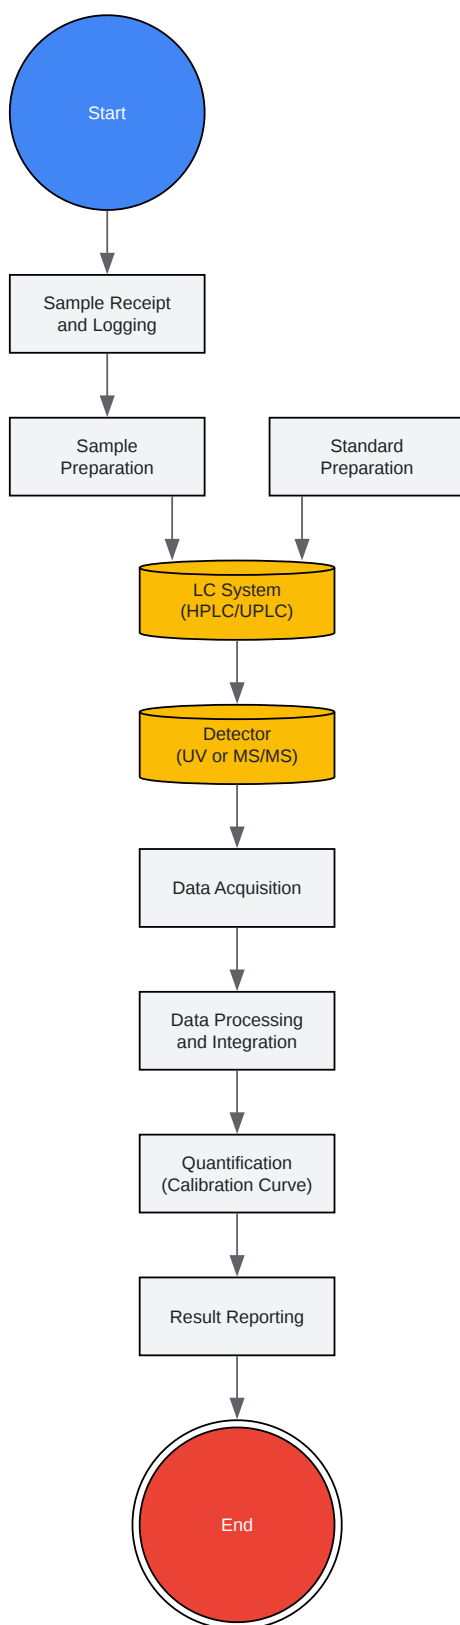 Start
Sample Receipt
and Logging
Sample
Preparation
Standard
Preparation
LC System
(HPLC/UPLC)
Detector
(UV or MS/MS)
Data Acquisition
Data Processing
and Integration
Quantification
(Calibration Curve)
Result Reporting
End